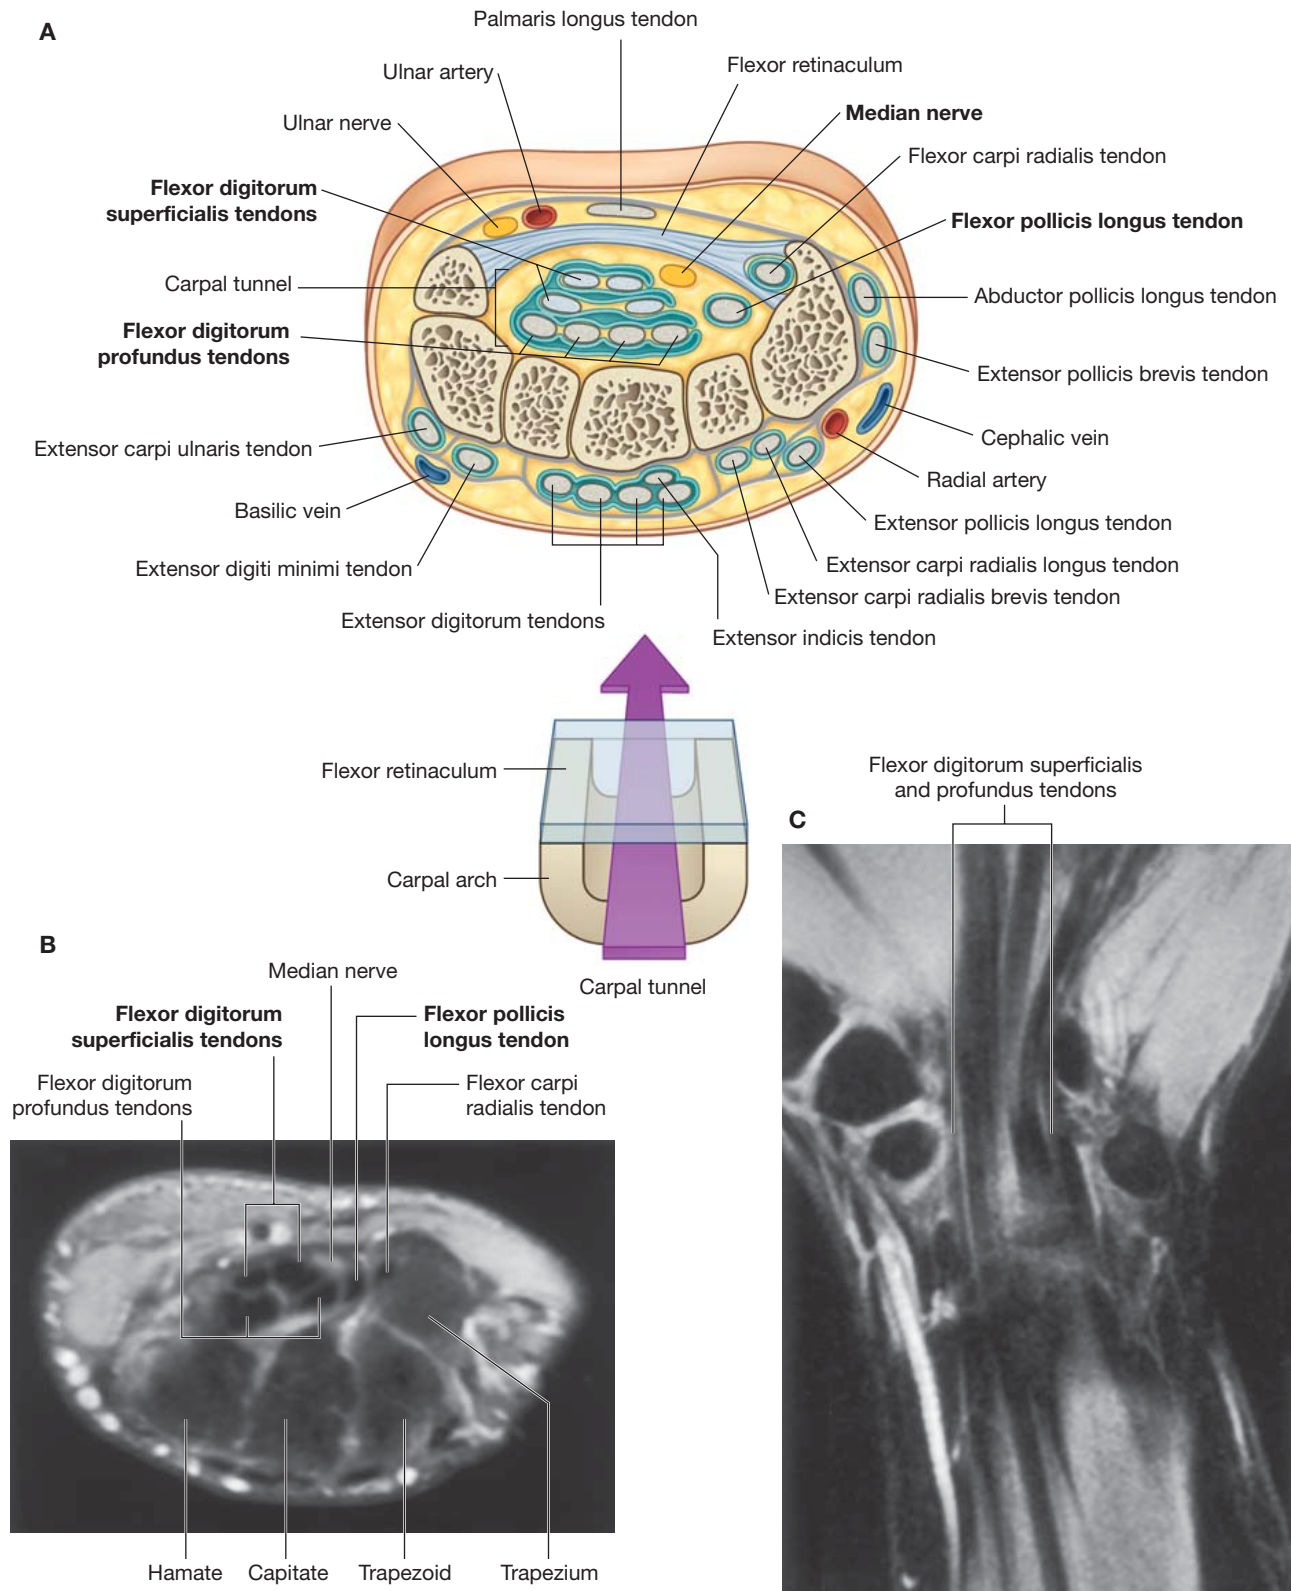 A
Palmaris longus tendon
Ulnar artery
Flexor retinaculum
Ulnar nerve
Median nerve
Flexor carpi radialis tendon
Flexor digitorum
superficialis tendons
Flexor pollicis longus tendon
Carpal tunnel
Abductor pollicis longus tendon
Flexor digitorum
profundus tendons
Extensor pollicis brevis tendon
Extensor carpi ulnaris tendon
Cephalic vein
Radial artery
Basilic vein
Extensor pollicis longus tendon
Extensor digiti minimi tendon
Extensor carpi radialis longus tendon
Extensor carpi radialis brevis tendon
Extensor digitorum tendons
Extensor indicis tendon
Flexor retinaculum
Carpal arch
Carpal tunnel
B
Median nerve
Flexor digitorum
superficialis tendons
Flexor pollicis
longus tendon
Flexor digitorum
profundus tendons
Flexor carpi
radialis tendon
Hamate
Capitate
Trapezoid
Trapezium
Flexor digitorum superficialis
and profundus tendons
C